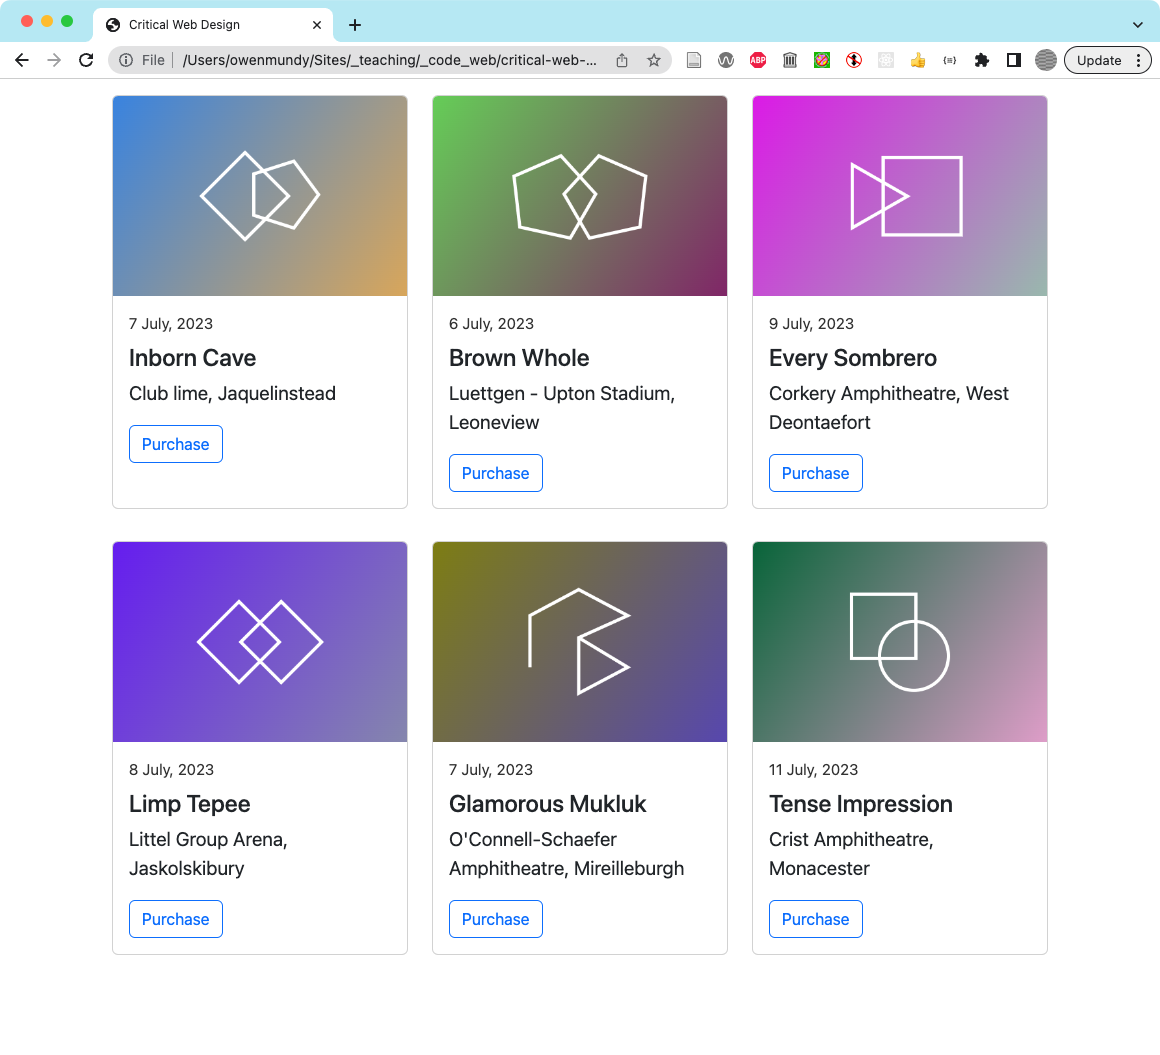 Critical Web Design
File
/Users/owenmundy/Sites/_teaching/_code_web/critical-web-...
ABP
{≡}
Update
7 July, 2023
Inborn Cave
Club lime, Jaquelinstead
Purchase
6 July, 2023
Brown Whole
Luettgen - Upton Stadium,
Leoneview
Purchase
9 July, 2023
Every Sombrero
Corkery Amphitheatre, West
Deontaefort
Purchase
8 July, 2023
Limp Tepee
Littel Group Arena,
Jaskolskibury
Purchase
7 July, 2023
Glamorous Mukluk
O'Connell-Schaefer
Amphitheatre, Mireilleburgh
Purchase
11 July, 2023
Tense Impression
Crist Amphitheatre,
Monacester
Purchase